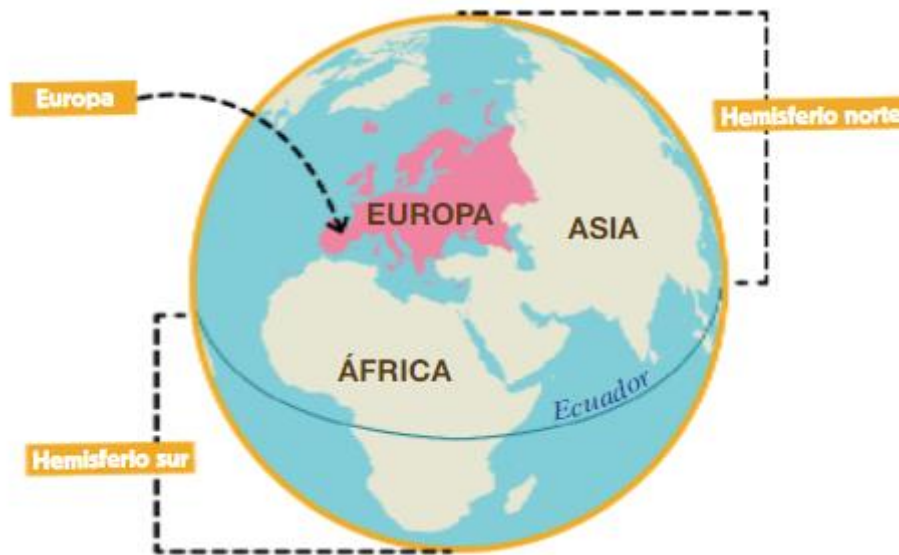 Europa
Hemisferio norte
EUROPA
ASIA
ÁFRICA
Ecuador
Hemisferio sur